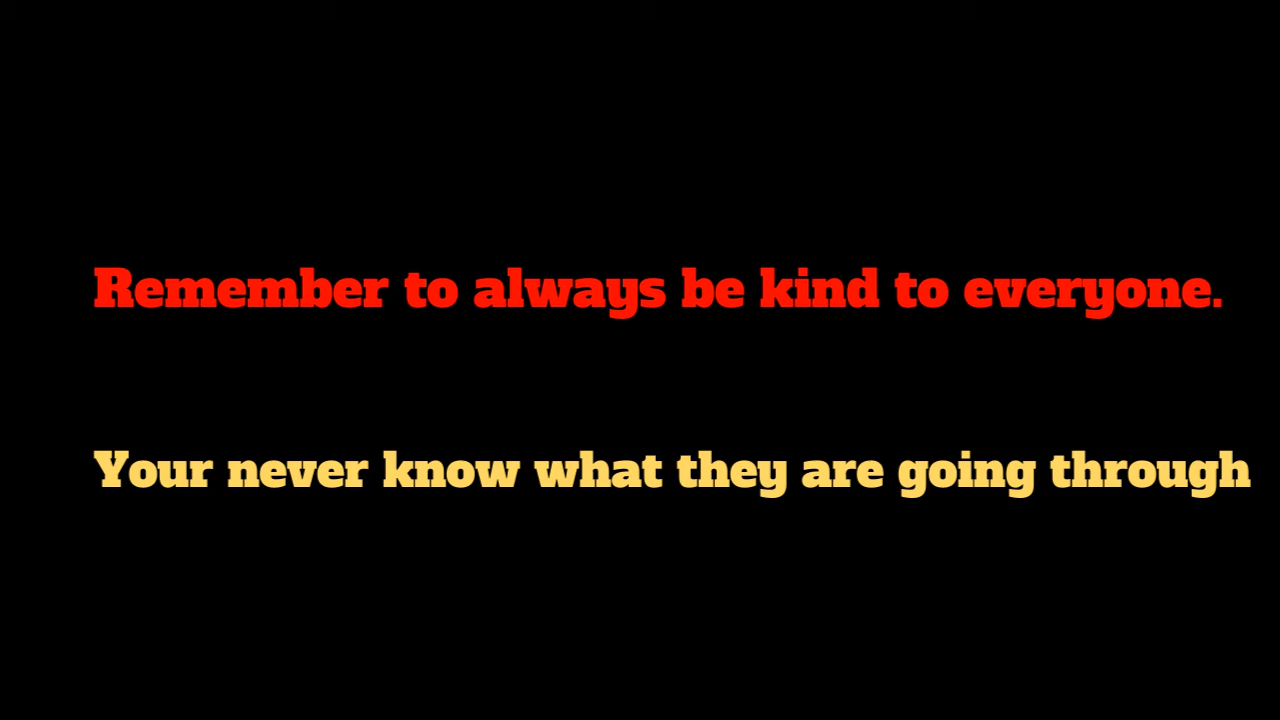 Remember to always be kind to everyone.
Your never know what they are going through